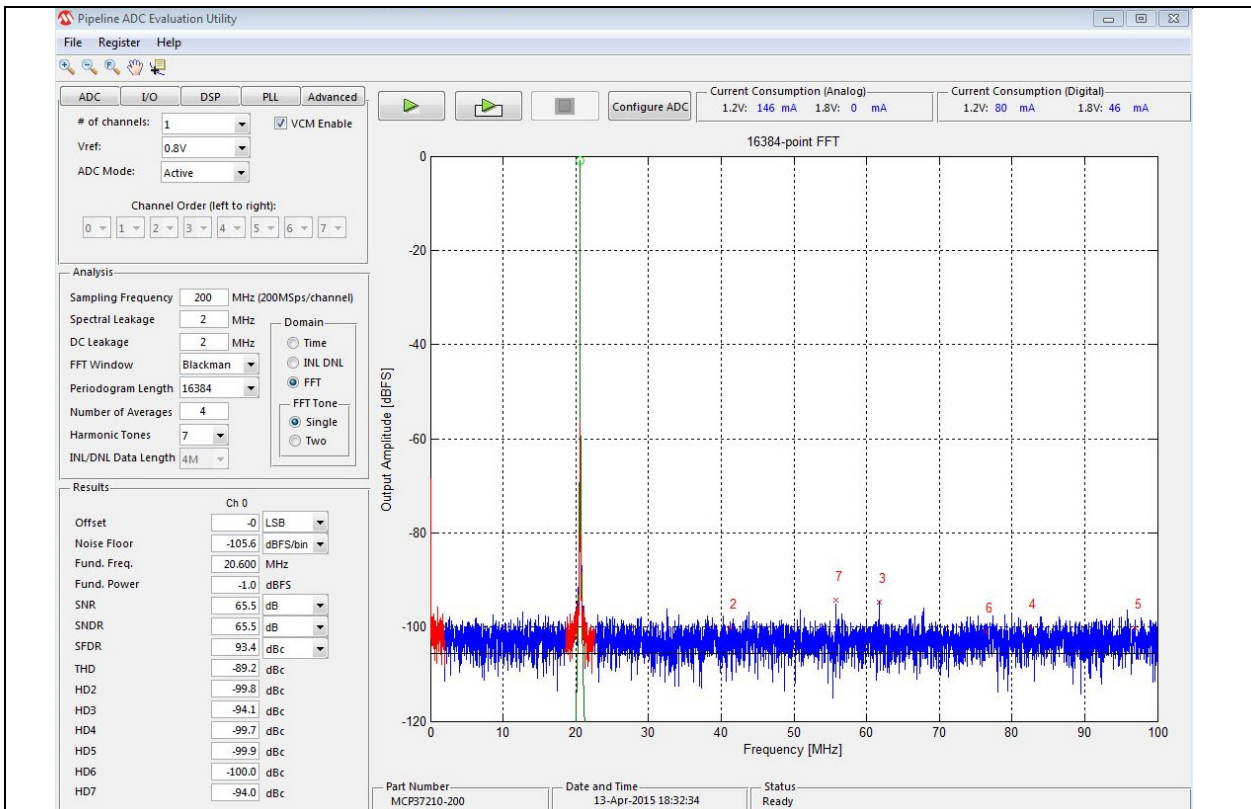 Pipeline ADC Evaluation Utility
File Register Help
ADC I/O DSP PLL Advanced
# of channels: 1 VCM Enable
Vref: 0.8V
ADC Mode: Active
Channel Order (left to right):
0 1 2 3 4 5 6 7
Configure ADC
Current Consumption (Analog)
1.2V: 146 mA 1.8V: 0 mA
Current Consumption (Digital)
1.2V: 80 mA 1.8V: 46 mA
Analysis
Sampling Frequency 200 MHz (200MSps/channel)
Spectral Leakage 2 MHz
DC Leakage 2 MHz
FFT Window Blackman
Periodogram Length 16384
Number of Averages 4
Harmonic Tones 7
INL/DNL Data Length 4M
Domain
Time
INL DNL
FFT
FFT Tone
Single
Two
Results
Ch 0
Offset -0 LSB
Noise Floor -105.6 dBFS/bin
Fund. Freq. 20.600 MHz
Fund. Power -1.0 dBFS
SNR 65.5 dB
SNDR 65.5 dB
SFDR 93.4 dBc
THD -89.2 dBc
HD2 -99.8 dBc
HD3 -94.1 dBc
HD4 -99.7 dBc
HD5 -99.9 dBc
HD6 -100.0 dBc
HD7 -94.0 dBc
16384-point FFT
Output Amplitude [dBFS]
0
-20
-40
-60
-80
-100
-120
2 7 3 6 4 5
0 10 20 30 40 50 60 70 80 90 100
Frequency [MHz]
Part Number
MCP37210-200
Date and Time
13-Apr-2015 18:32:34
Status
Ready